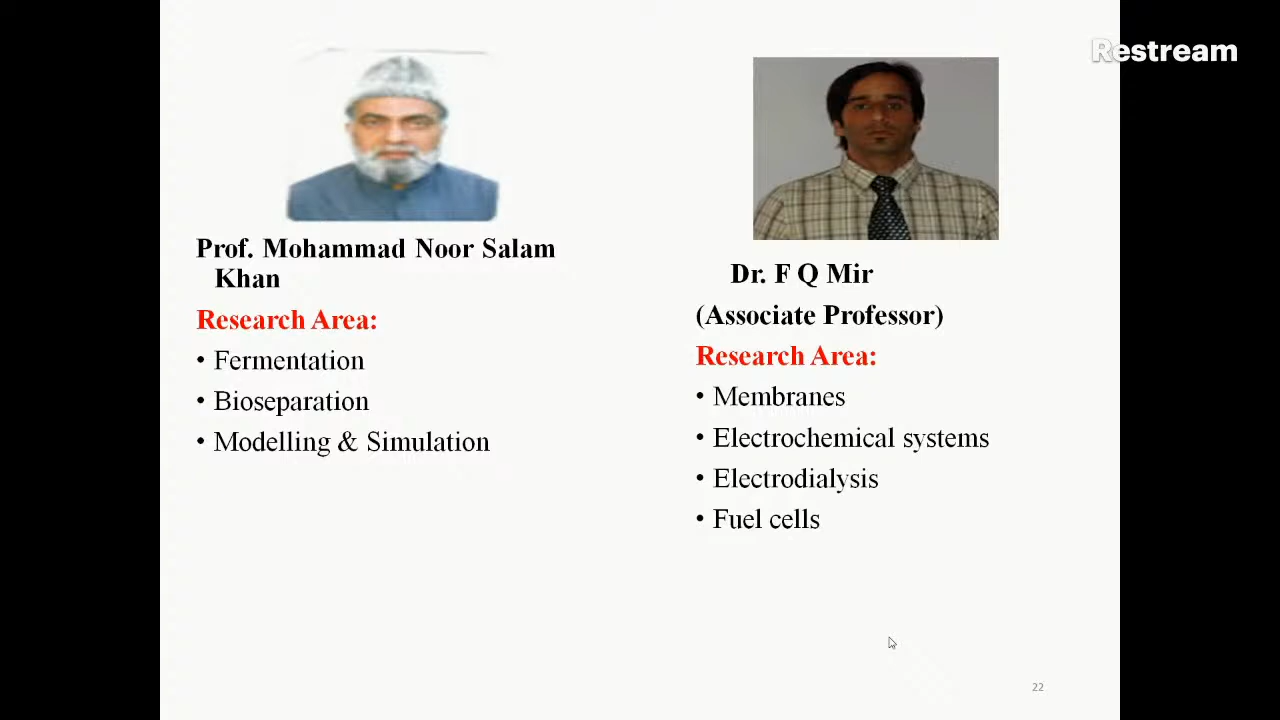 Restream
Prof. Mohammad Noor Salam
Khan
Research Area:
• Fermentation
• Bioseparation
• Modelling & Simulation
Dr. F Q Mir
(Associate Professor)
Research Area:
• Membranes
• Electrochemical systems
• Electrodialysis
• Fuel cells
22